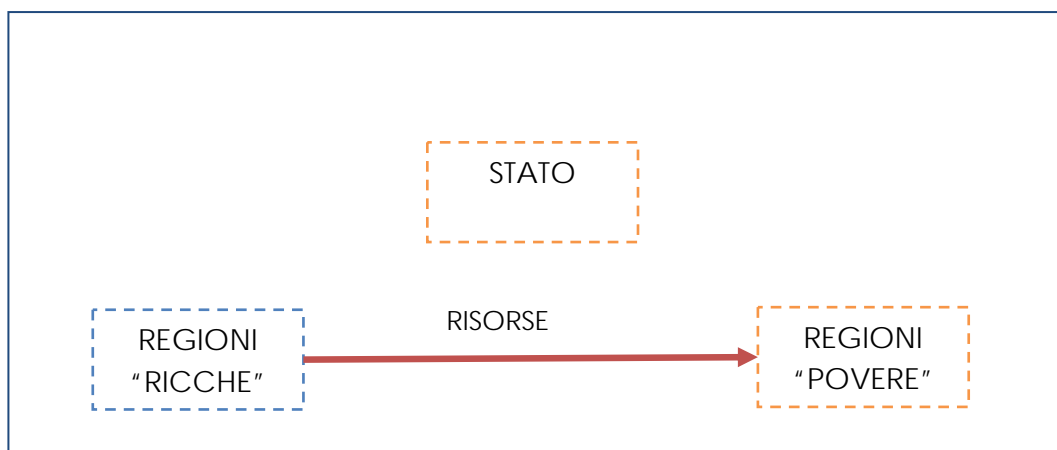 STATO
RISORSE
REGIONI
“RICCHE”
REGIONI
“POVERE”